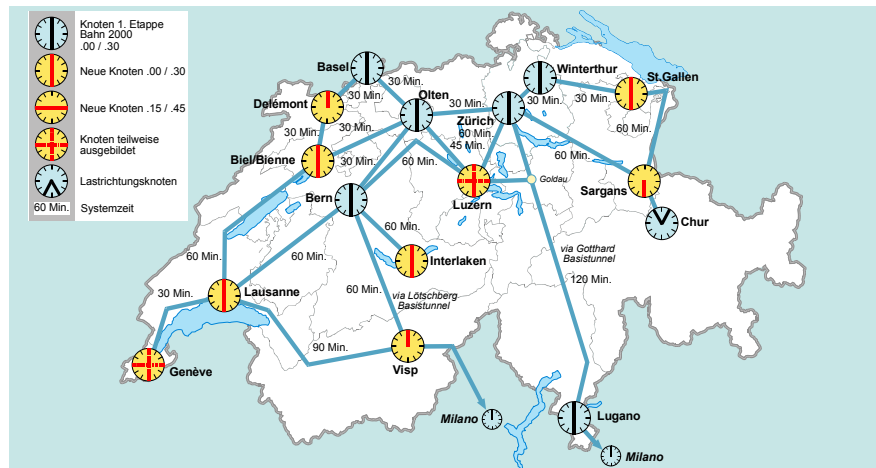 Knoten 1. Etappe
Bahn 2000
.00 / .30
Neue Knoten .00 / .30
Neue Knoten .15 / .45
Knoten teilweise
ausgebildet
Lastrichtungsknoten
60 Min.
Systemzeit
Basel
30 Min.
30 Min.
Delémont
Olten
30 Min.
30 Min.
Biel/Bienne
30 Min.
Bern
60 Min.
30 Min.
Zürich
60 Min.
45 Min.
Winterthur
30 Min.
30 Min.
St.Gallen
60 Min.
60 Min.
Sargans
Chur
Luzern
Goldau
60 Min.
Interlaken
via Gotthard
Basistunnel
120 Min.
60 Min.
60 Min.
30 Min.
Lausanne
60 Min.
via Lötschberg
Basistunnel
90 Min.
Visp
Genève
Milano
Lugano
Milano